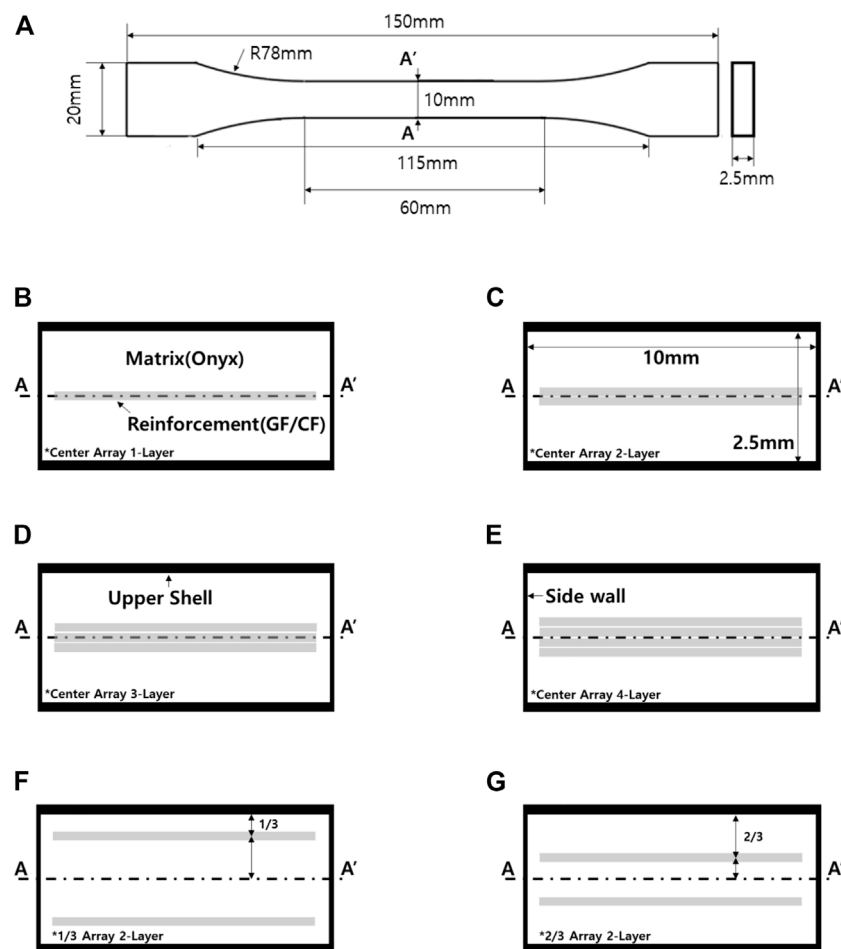 A
150mm
R78mm
A'
20mm
10mm
A
115mm
2.5mm
60mm
B
Matrix(Onyx)
A
A'
Reinforcement(GF/CF)
*Center Array 1-Layer
C
10mm
A
A'
2.5mm
*Center Array 2-Layer
D
Upper Shell
A
A'
*Center Array 3-Layer
E
Side wall
A
A'
*Center Array 4-Layer
F
1/3
A
A'
*1/3 Array 2-Layer
G
2/3
A
A'
*2/3 Array 2-Layer